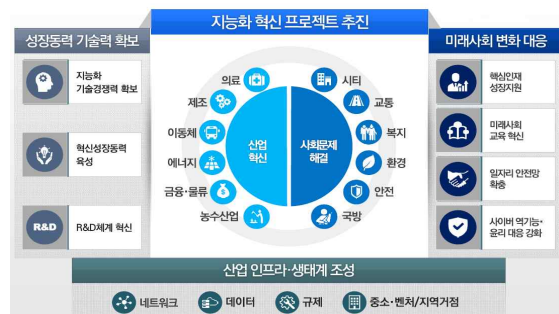 지능화 혁신 프로젝트 추진
성장동력 기술력 확보
지능화
기술경쟁력 확보
혁신성장동력
육성
R&D
R&D체계 혁신
의료
제조
이동체
에너지
금융·물류
농수산업
산업
혁신
사회문제
해결
시티
교통
복지
환경
안전
국방
미래사회 변화 대응
핵심인재
성장지원
미래사회
교육 혁신
일자리 안전망
확충
사이버 역기능·
윤리 대응 강화
산업 인프라·생태계 조성
네트워크
데이터
규제
중소·벤처/지역거점